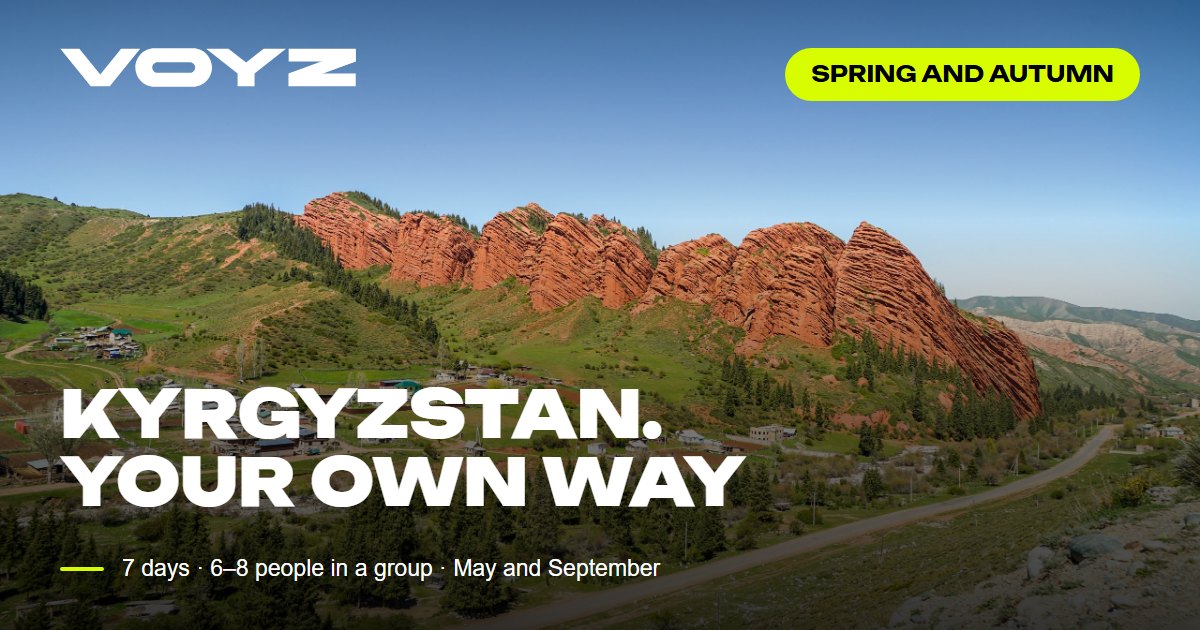 VOYZ
SPRING AND AUTUMN
KYRGYZSTAN.
YOUR OWN WAY
7 days · 6–8 people in a group · May and September